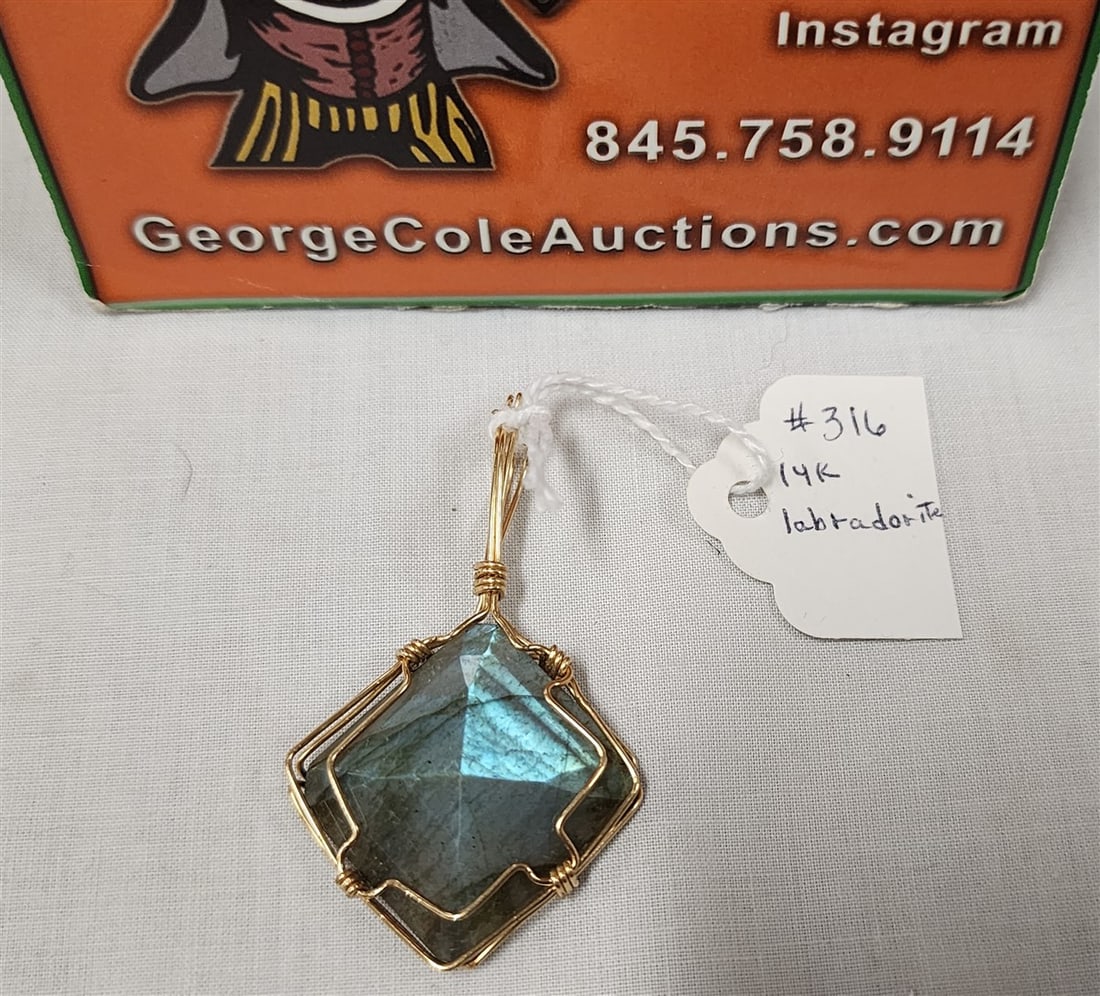 Instagram
845.758.9114
GeorgeColeAuctions.com
#316
14K
labradorite